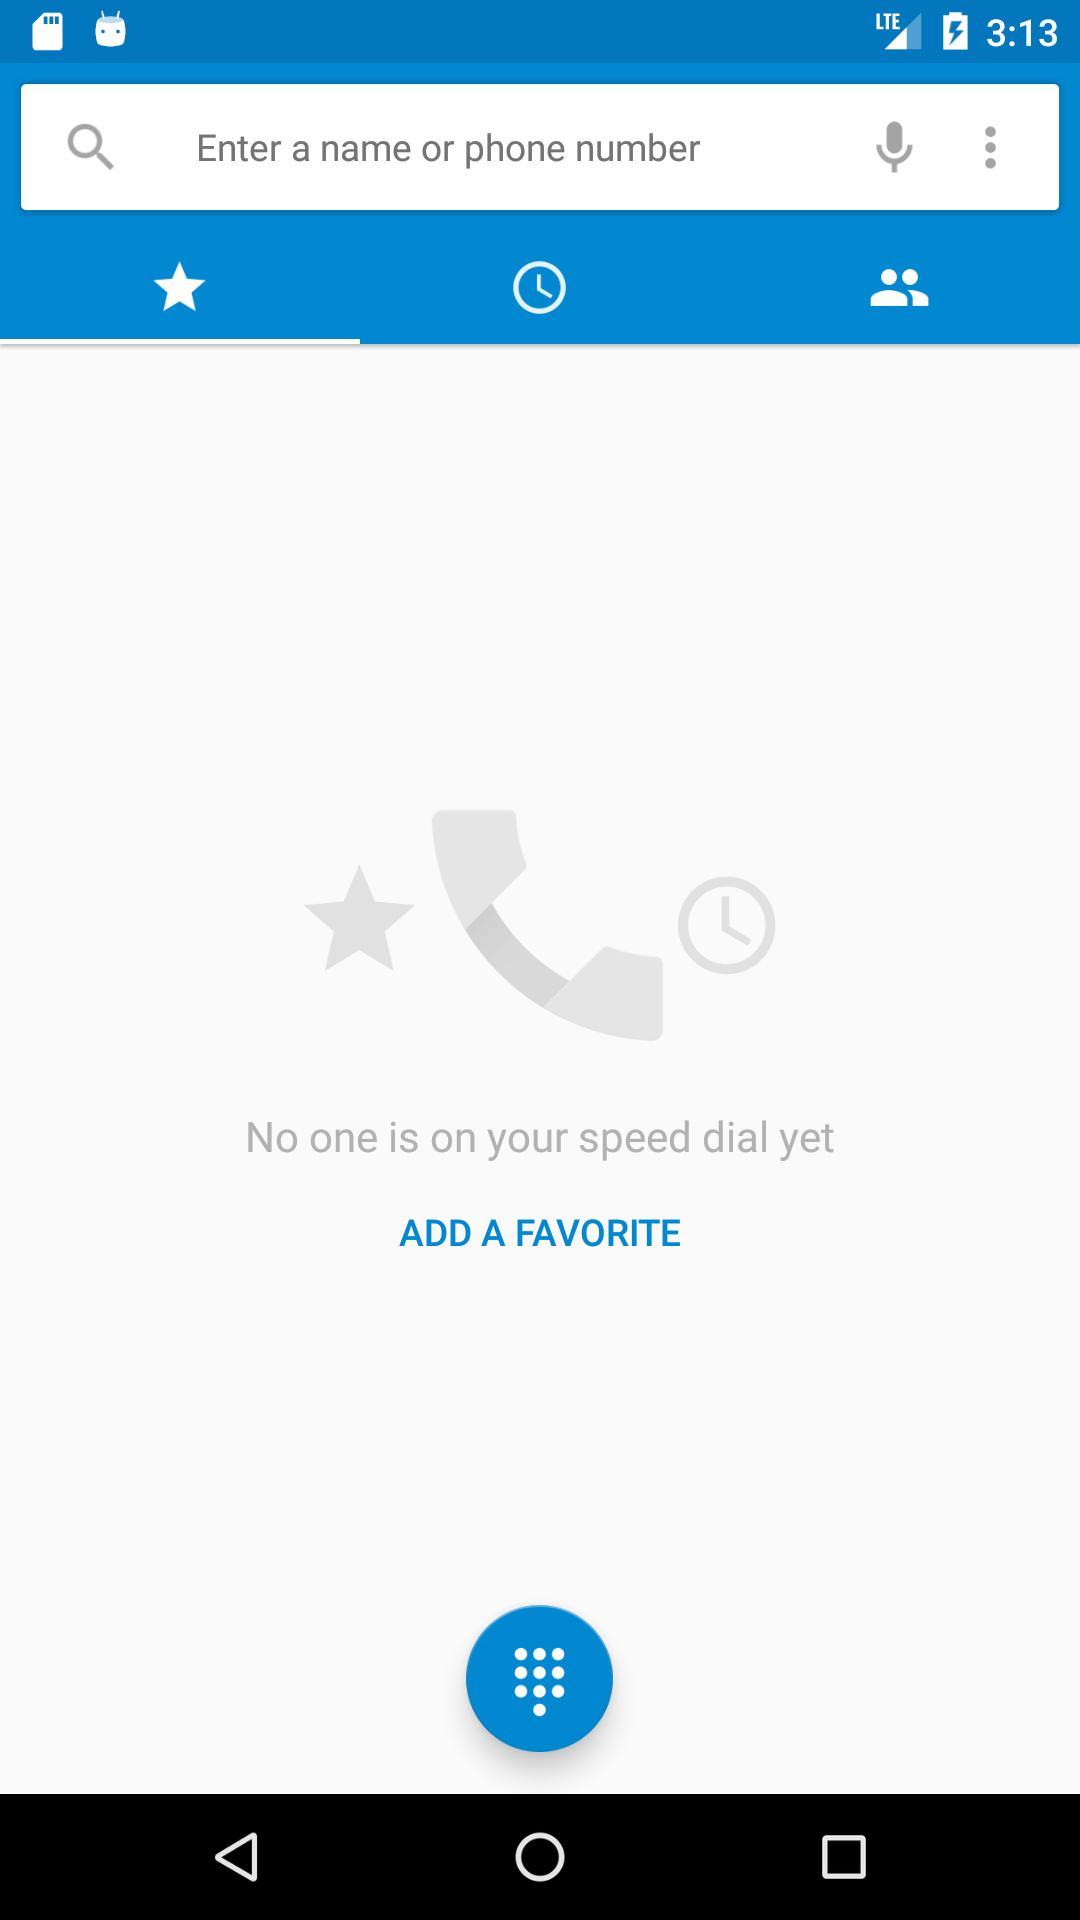 LTE 3:13
Enter a name or phone number
No one is on your speed dial yet
ADD A FAVORITE